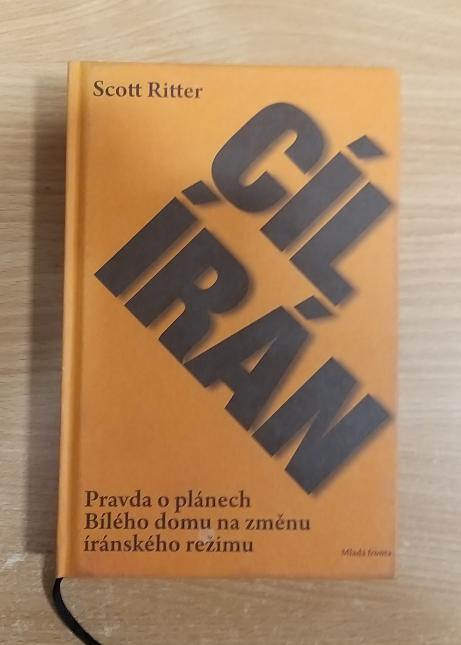 Scott Ritter
CÍL
ÍRÁN
Pravda o plánech
Bílého domu na změnu
íránského režimu
Mladá fronta